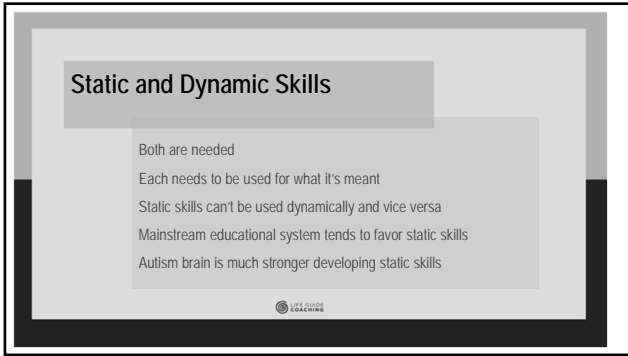 Static and Dynamic Skills
Both are needed
Each needs to be used for what it's meant
Static skills can't be used dynamically and vice versa
Mainstream educational system tends to favor static skills
Autism brain is much stronger developing static skills
LIFE GUIDE
COACHING